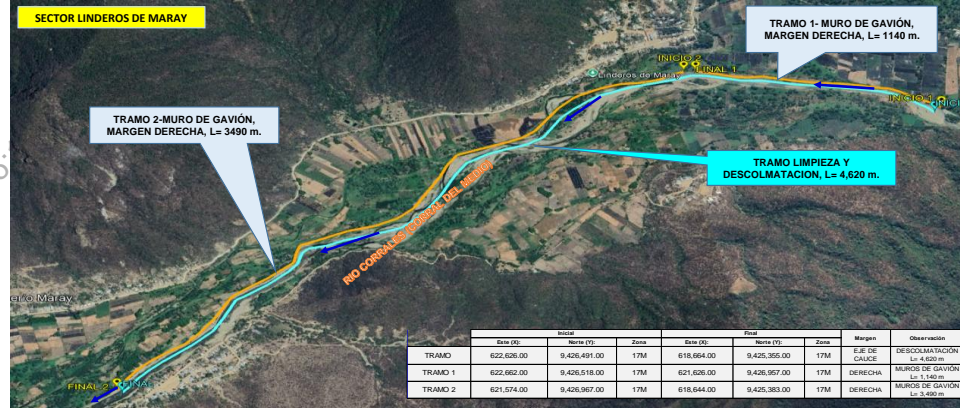 SECTOR LINDEROS DE MARAY
TRAMO 1- MURO DE GAVIÓN,
MARGEN DERECHA, L= 1140 m.
INICIO 2
FINAL 1
Linderos de Maray
INICIO 1
TRAMO 2-MURO DE GAVIÓN,
MARGEN DERECHA, L= 3490 m.
TRAMO LIMPIEZA Y
DESCOLMATACION, L= 4,620 m.
Maray
FINAL 2
Inicial Final
Este (X): Norte (Y): Zona Este (X): Norte (Y): Zona Margen Observación
TRAMO 622,626.00 9,426,491.00 17M 618,664.00 9,425,355.00 17M EJE DE CAUCE DESCOLMATACIÓN L= 4,620 m
TRAMO 1 622,662.00 9,426,518.00 17M 621,626.00 9,426,957.00 17M DERECHA MUROS DE GAVIÓN L= 1,140 m
TRAMO 2 621,574.00 9,426,967.00 17M 618,644.00 9,425,383.00 17M DERECHA MUROS DE GAVIÓN L= 3,490 m
RIO CORRALES